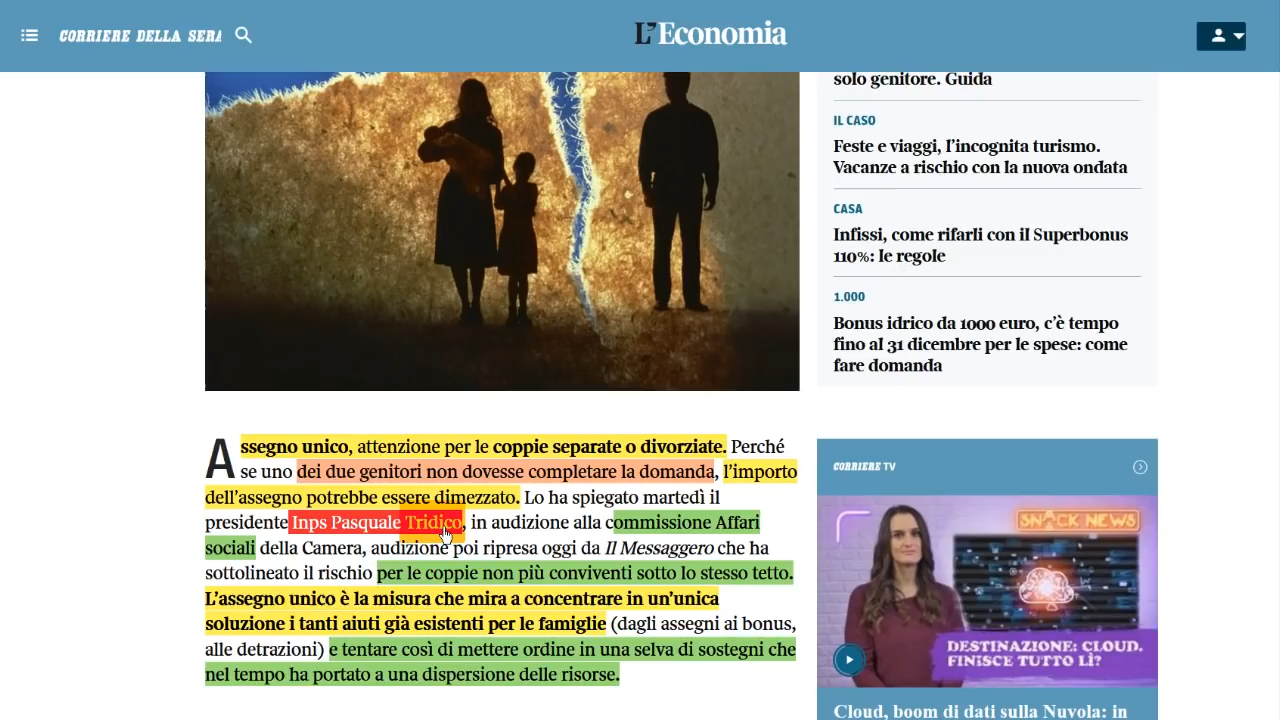 CORRIERE DELLA SERA
L'Economia
solo genitore. Guida
IL CASO
Feste e viaggi, l'incognita turismo.
Vacanze a rischio con la nuova ondata
CASA
Infissi, come rifarli con il Superbonus
110%: le regole
1.000
Bonus idrico da 1000 euro, c'è tempo
fino al 31 dicembre per le spese: come
fare domanda
Assegno unico, attenzione per le coppie separate o divorziate. Perché
se uno dei due genitori non dovesse completare la domanda, l'importo
dell'assegno potrebbe essere dimezzato. Lo ha spiegato martedì il
presidente Inps Pasquale Tridico, in audizione alla commissione Affari
sociali della Camera, audizione poi ripresa oggi da Il Messaggero che ha
sottolineato il rischio per le coppie non più conviventi sotto lo stesso tetto.
L'assegno unico è la misura che mira a concentrare in un'unica
soluzione i tanti aiuti già esistenti per le famiglie (dagli assegni ai bonus,
alle detrazioni) e tentare così di mettere ordine in una selva di sostegni che
nel tempo ha portato a una dispersione delle risorse.
CORRIERE TV
SNACK NEWS
DESTINAZIONE: CLOUD.
FINISCE TUTTO LÌ?
Cloud, boom di dati sulla Nuvola: in